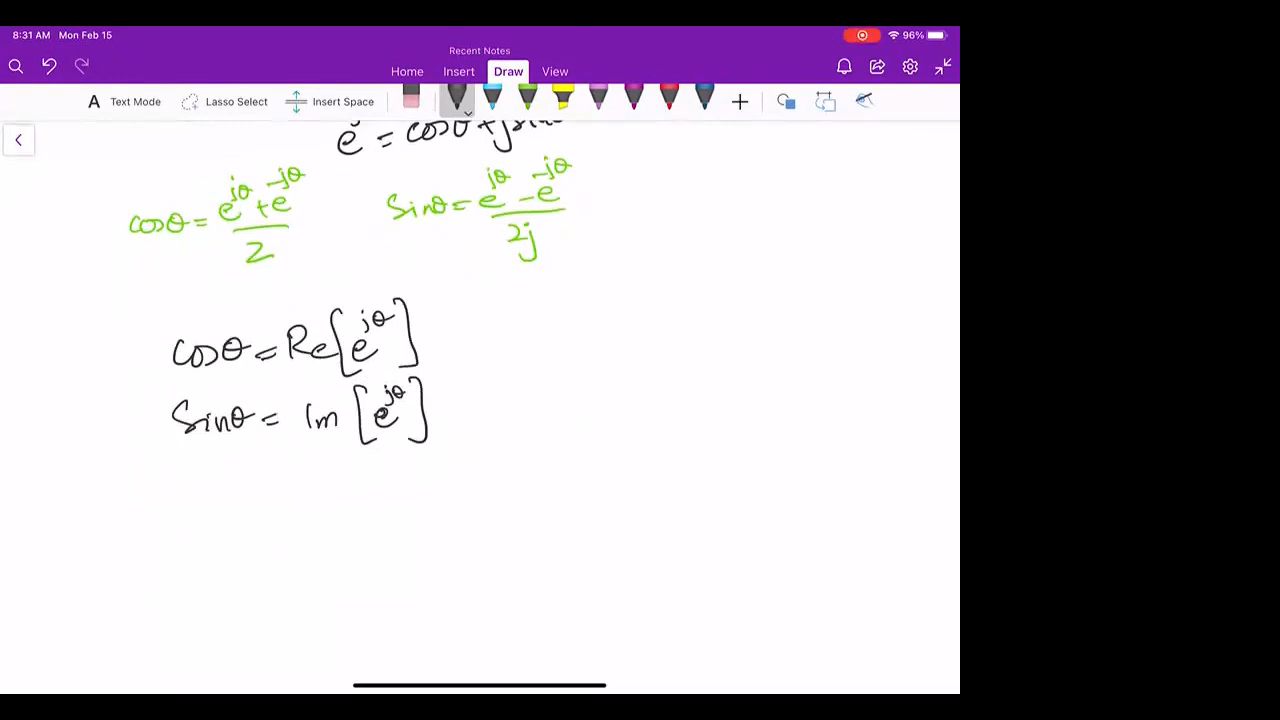 8:31 AM Mon Feb 15 96%
Recent Notes
Home Insert Draw View
Text Mode Lasso Select Insert Space
e = cosθ + j
cosθ = (e^jθ + e^-jθ) / 2 sinθ = (e^jθ - e^-jθ) / 2j
cosθ = Re[e^jθ]
Sinθ = Im [e^jθ]